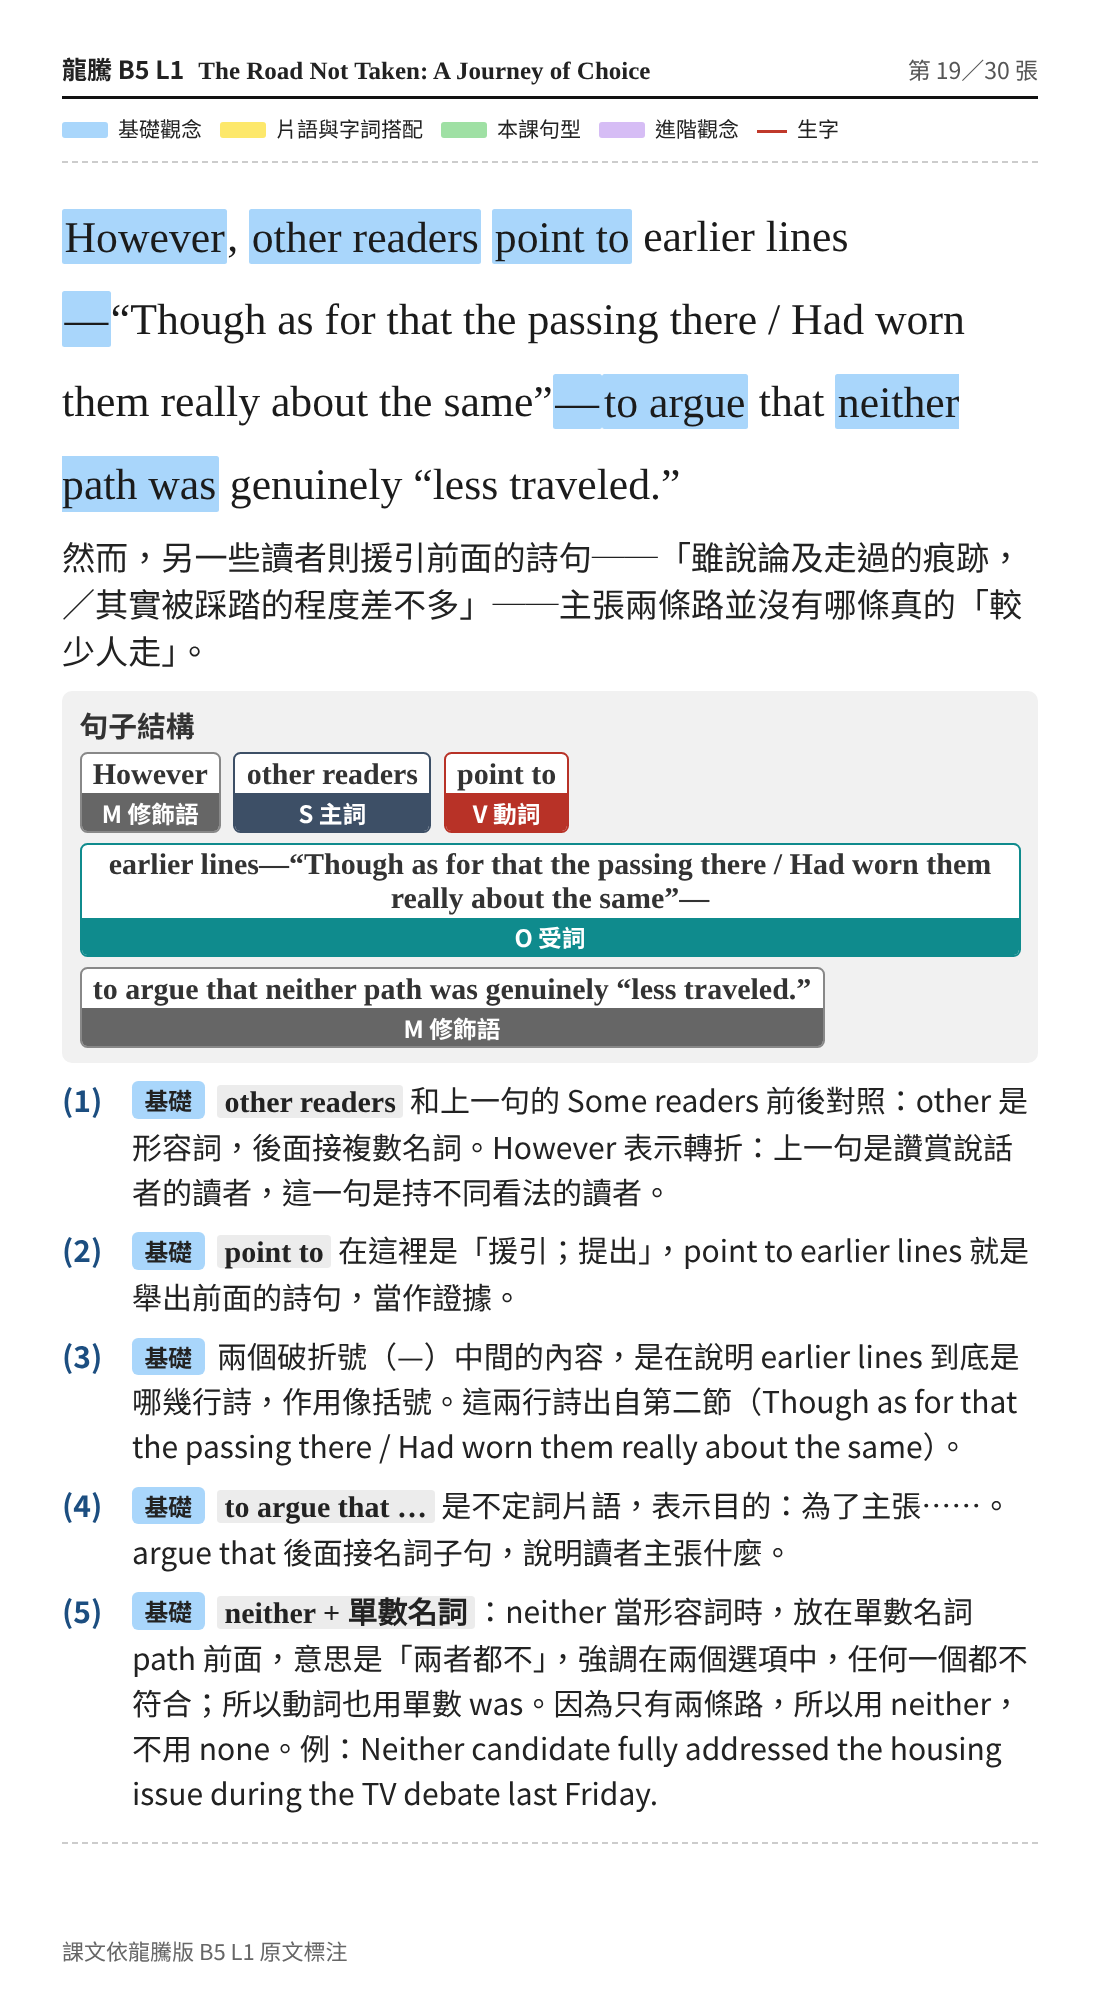 龍騰 B5 L1 The Road Not Taken: A Journey of Choice 第 19／30 張
基礎觀念 片語與字詞搭配 本課句型 進階觀念 生字
However, other readers point to earlier lines
—“Though as for that the passing there / Had worn
them really about the same”—to argue that neither
path was genuinely “less traveled.”
然而，另一些讀者則援引前面的詩句——「雖說論及走過的痕跡，
／其實被踩踏的程度差不多」——主張兩條路並沒有哪條真的「較
少人走」。
句子結構
However other readers point to
M 修飾語 S 主詞 V 動詞
earlier lines—“Though as for that the passing there / Had worn them
really about the same”—
O 受詞
to argue that neither path was genuinely “less traveled.”
M 修飾語
(1) 基礎 other readers 和上一句的 Some readers 前後對照：other 是
形容詞，後面接複數名詞。However 表示轉折：上一句是讚賞說話
者的讀者，這一句是持不同看法的讀者。
(2) 基礎 point to 在這裡是「援引；提出」，point to earlier lines 就是
舉出前面的詩句，當作證據。
(3) 基礎 兩個破折號（—）中間的內容，是在說明 earlier lines 到底是
哪幾行詩，作用像括號。這兩行詩出自第二節（Though as for that
the passing there / Had worn them really about the same）。
(4) 基礎 to argue that … 是不定詞片語，表示目的：為了主張……。
argue that 後面接名詞子句，說明讀者主張什麼。
(5) 基礎 neither + 單數名詞：neither 當形容詞時，放在單數名詞
path 前面，意思是「兩者都不」，強調在兩個選項中，任何一個都不
符合；所以動詞也用單數 was。因為只有兩條路，所以用 neither，
不用 none。例：Neither candidate fully addressed the housing
issue during the TV debate last Friday.
課文依龍騰版 B5 L1 原文標注